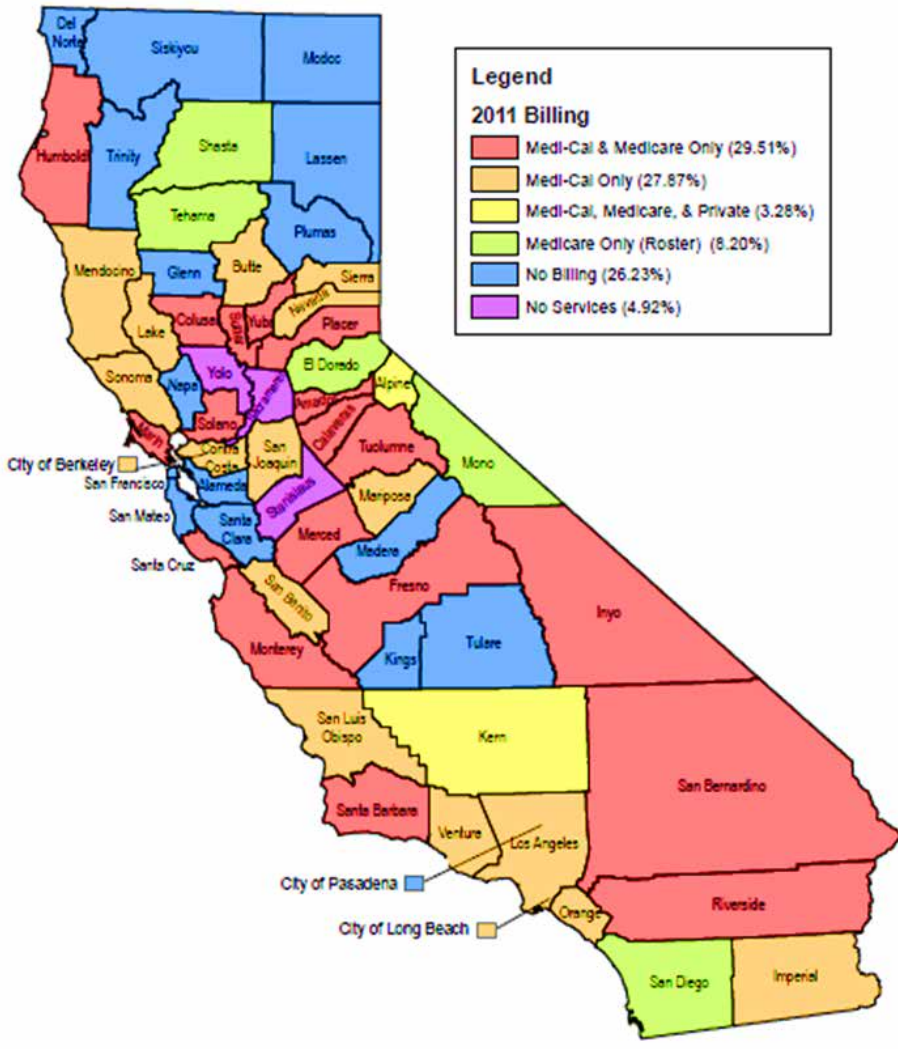 Del
Norte
Siskiyou
Modoc
Legend
2011 Billing
Medi-Cal & Medicare Only (29.51%)
Medi-Cal Only (27.87%)
Medi-Cal, Medicare, & Private (3.28%)
Medicare Only (Roster) (8.20%)
No Billing (26.23%)
No Services (4.92%)
Humboldt
Trinity
Shasta
Lassen
Tehama
Plumas
Mendocino
Glenn
Butte
Sierra
Nevada
Lake
Colusa
Sutter
Yuba
Placer
Sonoma
Napa
Yolo
Sacramento
El Dorado
Alpine
Solano
Amador
Calaveras
Marin
Contra
Costa
San
Joaquin
Tuolumne
Mono
City of Berkeley
San Francisco
Alameda
Stanislaus
Mariposa
San Mateo
Santa
Clara
Merced
Madera
Santa Cruz
San Benito
Fresno
Inyo
Monterey
Kings
Tulare
San Luis
Obispo
Kern
San Bernardino
Santa Barbara
Ventura
Los Angeles
City of Pasadena
City of Long Beach
Orange
Riverside
San Diego
Imperial